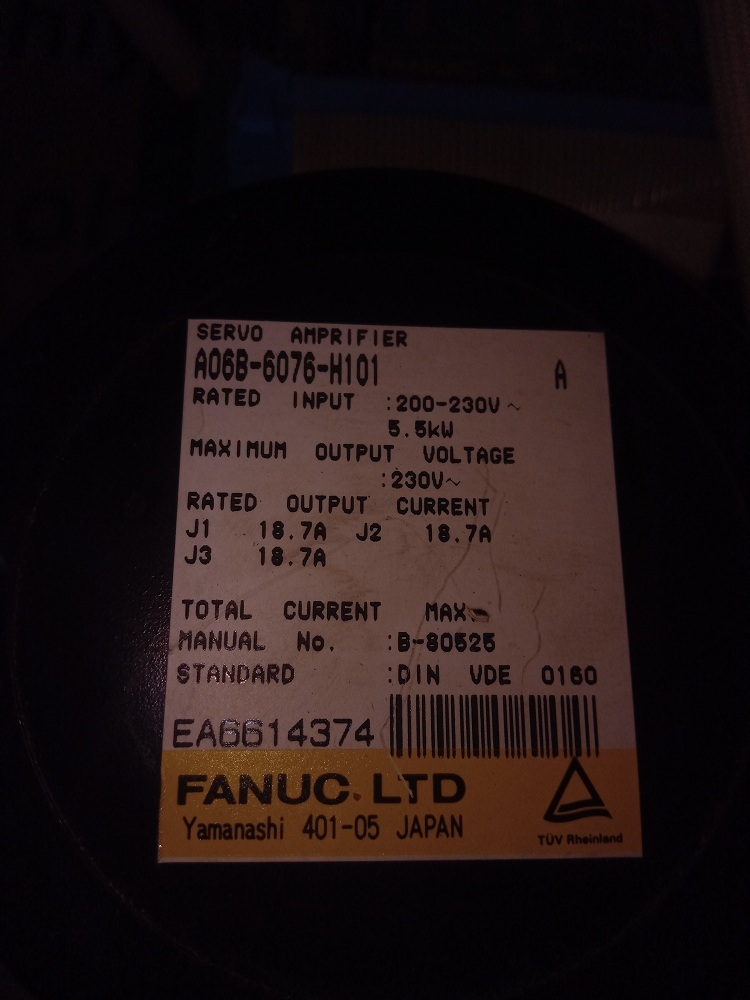 SERVO AMPRIFIER
A06B-6076-H101 A
RATED INPUT :200-230V~
5.5kW
MAXIMUM OUTPUT VOLTAGE
:230V~
RATED OUTPUT CURRENT
J1 18.7A J2 18.7A
J3 18.7A
TOTAL CURRENT MAX.
MANUAL No. :B-80525
STANDARD :DIN VDE 0160
EA6614374
FANUC LTD
Yamanashi 401-05 JAPAN
TÜV Rheinland